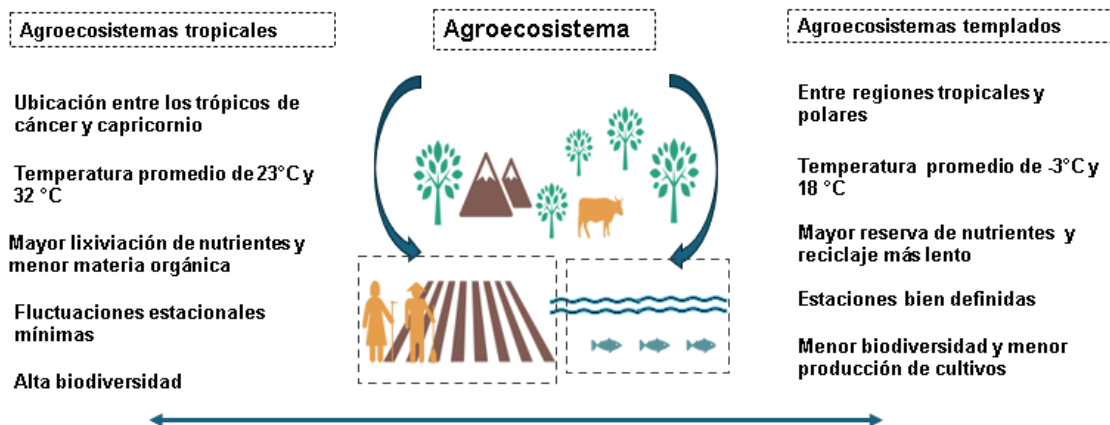 Agroecosistemas tropicales
Ubicación entre los trópicos de
cáncer y capricornio
Temperatura promedio de 23°C y
32 °C
Mayor lixiviación de nutrientes y
menor materia orgánica
Fluctuaciones estacionales
mínimas
Alta biodiversidad
Agroecosistema
Agroecosistemas templados
Entre regiones tropicales y
polares
Temperatura promedio de -3°C y
18 °C
Mayor reserva de nutrientes y
reciclaje más lento
Estaciones bien definidas
Menor biodiversidad y menor
producción de cultivos